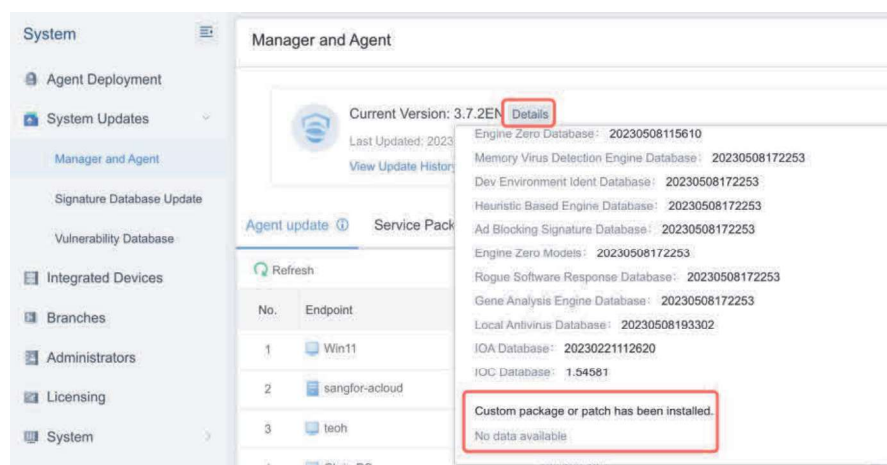 System
Manager and Agent
Agent Deployment
System Updates
Current Version: 3.7.2EN Details
Last Updated: 2023
View Update History
Engine Zero Database: 20230508115610
Memory Virus Detection Engine Database: 20230508172253
Dev Environment Ident Database: 20230508172253
Heuristic Based Engine Database: 20230508172253
Ad Blocking Signature Database: 20230508172253
Engine Zero Models: 20230508172253
Rogue Software Response Database: 20230508172253
Gene Analysis Engine Database: 20230508172253
Local Antivirus Database: 20230508193302
IOA Database: 20230221112620
IOC Database: 1.54581
Custom package or patch has been installed.
No data available
Manager and Agent
Signature Database Update
Vulnerability Database
Integrated Devices
Branches
Administrators
Licensing
System
Agent update Service Pack
Refresh
No. Endpoint
1 Win11
2 sangfor-acloud
3 teoh